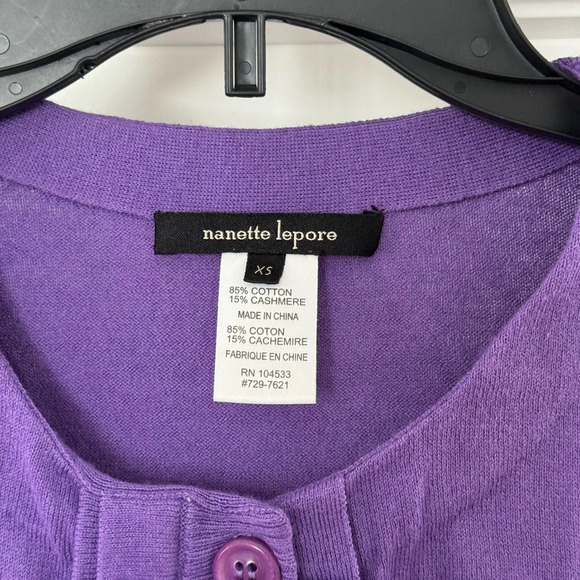 nanette lepore
XS
85% COTTON
15% CASHMERE
MADE IN CHINA
85% COTON
15% CACHEMIRE
FABRIQUE EN CHINE
RN 104533
#729-7621